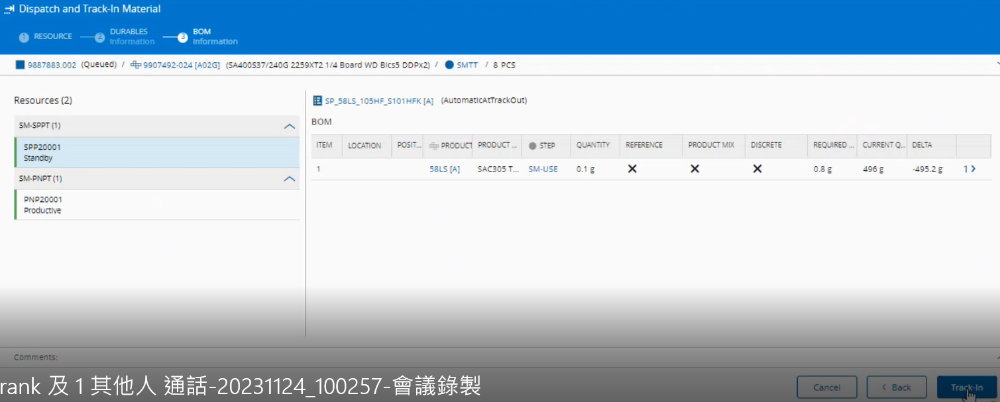 Dispatch and Track-In Material
1 RESOURCE 2 DURABLES Information 3 BOM Information
9887883.002 (Queued) / 9907492-024 [A02G] (SA400S37/240G 2259XT2 1/4 Board WD Bics5 DDPx2) / SMTT / 8 PCS
Resources (2)
SM-SPPT (1)
SPP20001
Standby
SM-PNPT (1)
PNP20001
Productive
SP_58LS_105HF_S101HFK [A] (AutomaticAtTrackOut)
BOM
ITEM LOCATION POSIT... PRODUCT PRODUCT ... STEP QUANTITY REFERENCE PRODUCT MIX DISCRETE REQUIRED ... CURRENT Q... DELTA
1 58LS [A] SAC305 T... SM-USE 0.1 g 0.8 g 496 g -495.2 g 1
Comments:
rank 及 1 其他人 通話-20231124_100257-會議錄製
Cancel Back Track-In